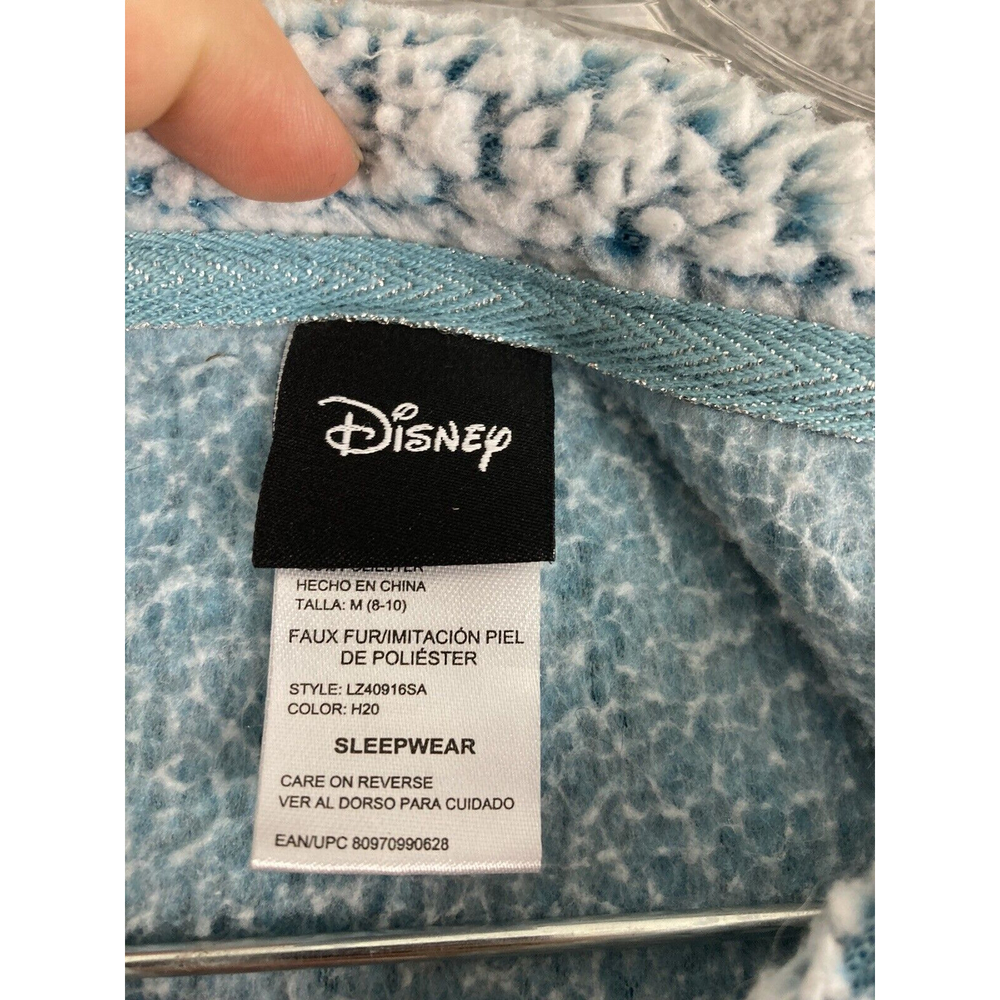 Disney
HECHO EN CHINA
TALLA: M (8-10)
FAUX FUR/IMITACIÓN PIEL
DE POLIÉSTER
STYLE: LZ40916SA
COLOR: H20
SLEEPWEAR
CARE ON REVERSE
VER AL DORSO PARA CUIDADO
EAN/UPC 80970990628